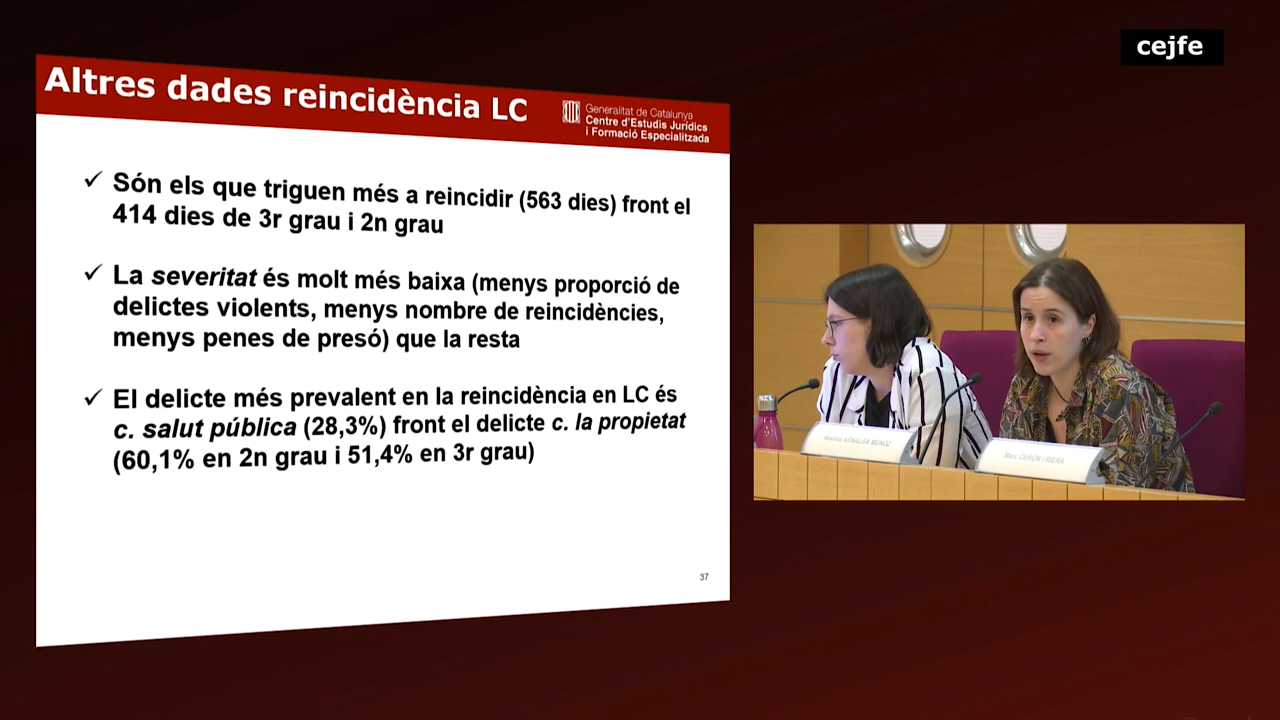 cejfe
Altres dades reincidència LC
Generalitat de Catalunya
Centre d'Estudis Jurídics
i Formació Especialitzada
✓ Són els que triguen més a reincidir (563 dies) front el
414 dies de 3r grau i 2n grau
✓ La severitat és molt més baixa (menys proporció de
delictes violents, menys nombre de reincidències,
menys penes de presó) que la resta
✓ El delicte més prevalent en la reincidència en LC és
c. salut pública (28,3%) front el delicte c. la propietat
(60,1% en 2n grau i 51,4% en 3r grau)
37
ARNALDA MUÑOZ
Marc CERÓN I RIERA